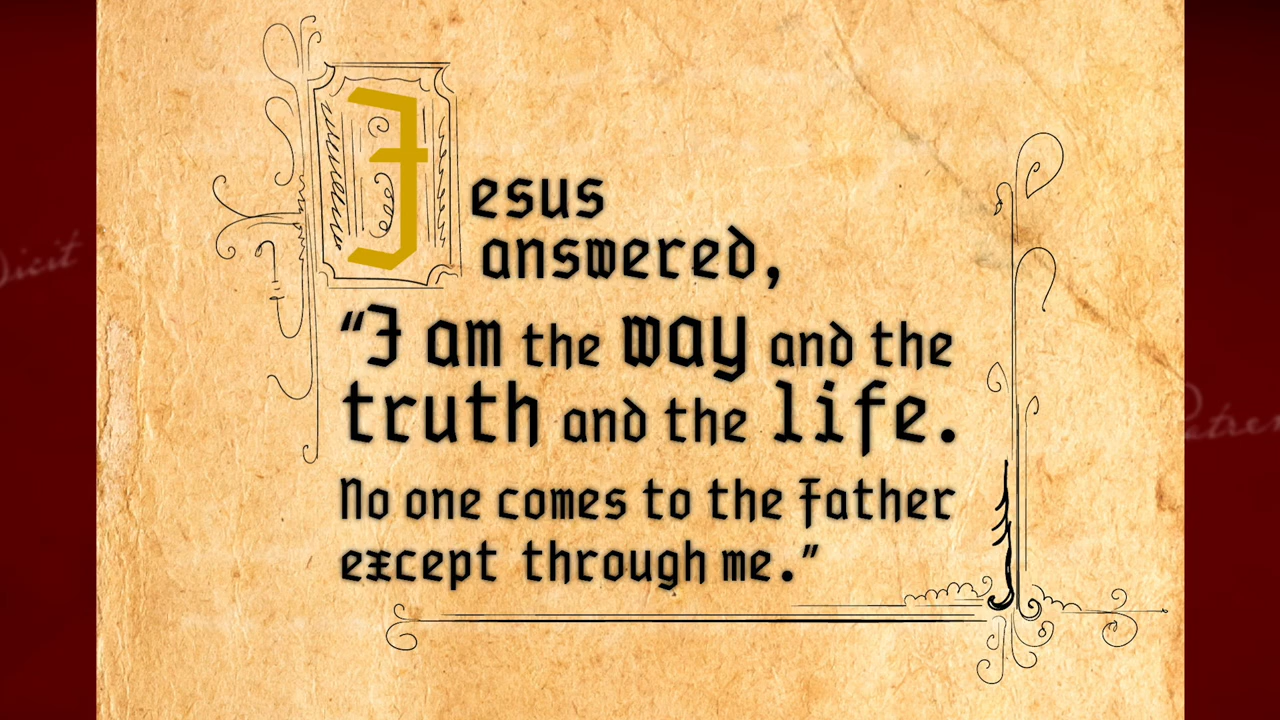 Jesus
answered,
“I am the way and the
truth and the life.
No one comes to the Father
except through me.”